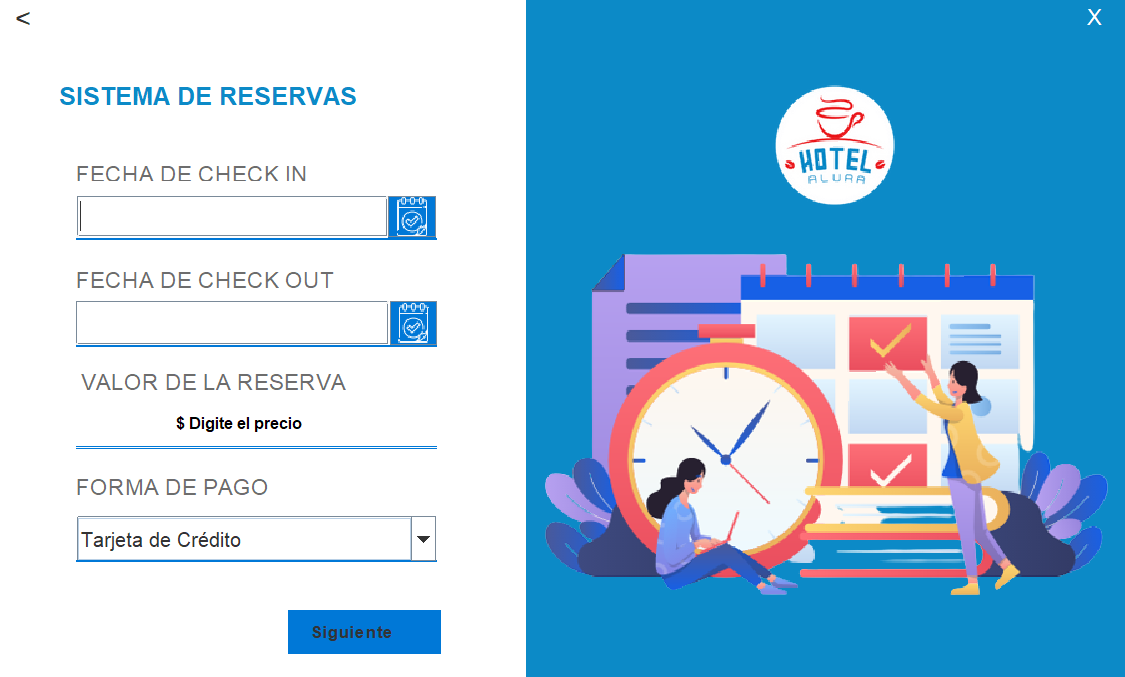 <
X
SISTEMA DE RESERVAS
FECHA DE CHECK IN
FECHA DE CHECK OUT
VALOR DE LA RESERVA
$ Digite el precio
FORMA DE PAGO
Tarjeta de Crédito
Siguiente
HOTEL
ALURA